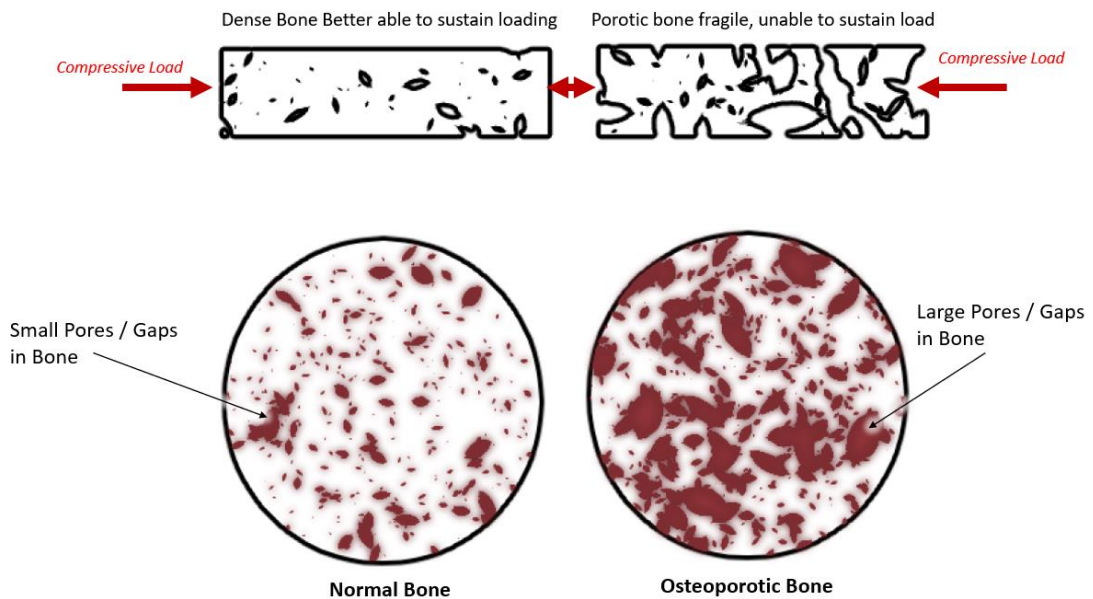 Dense Bone Better able to sustain loading
Porotic bone fragile, unable to sustain load
Compressive Load
Compressive Load
Small Pores / Gaps
in Bone
Large Pores / Gaps
in Bone
Normal Bone
Osteoporotic Bone